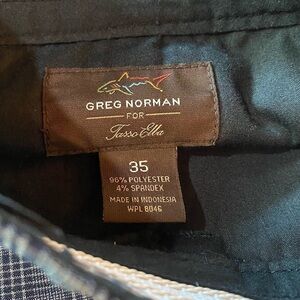 GREG NORMAN
FOR
Tasso Elba
35
96% POLYESTER
4% SPANDEX
MADE IN INDONESIA
WPL 8046